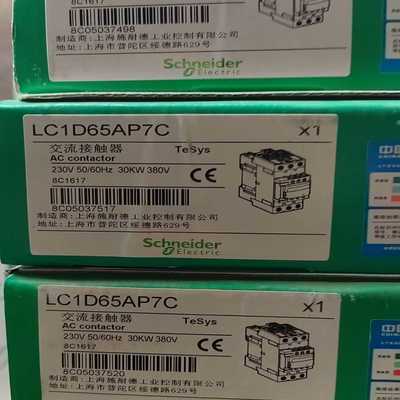 8C1617
8C05037498
制造商:上海施耐德工业控制有限公司
地址:上海市普陀区绥德路629号
Schneider
Electric
LC1D65AP7C
x1
交流接触器
TeSys
AC contactor
230V 50/60Hz 30KW 380V
CE
8C1617
8C05037517
制造商:上海施耐德工业控制有限公司
地址:上海市普陀区绥德路629号
Schneider
Electric
LC1D65AP7C
x1
交流接触器
TeSys
AC contactor
230V 50/60Hz 30KW 380V
CE
8C1617
8C05037520
制造商:上海施耐德工业控制有限公司
地址:上海市普陀区绥德路629号
Schneider
Electric